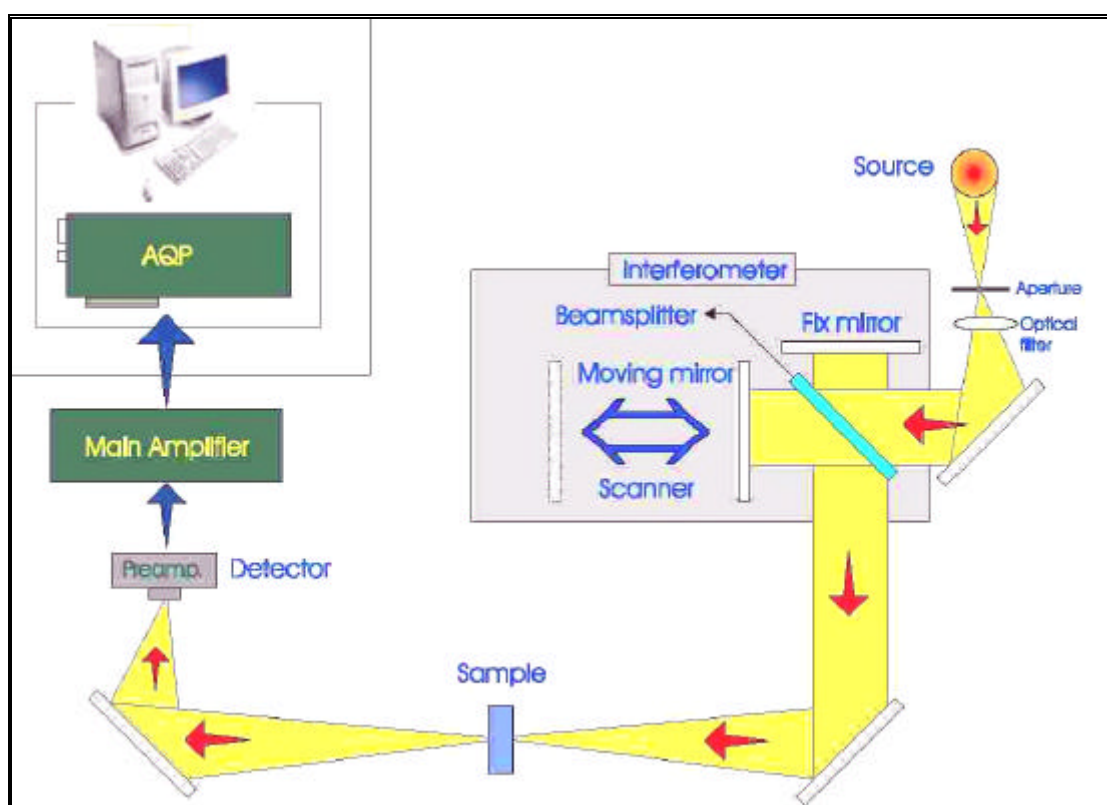 Source
AQP
Interferometer
Aperture
Beamsplitter
Fix mirror
Optical
filter
Moving mirror
Main Amplifier
Scanner
Preamp.
Detector
Sample